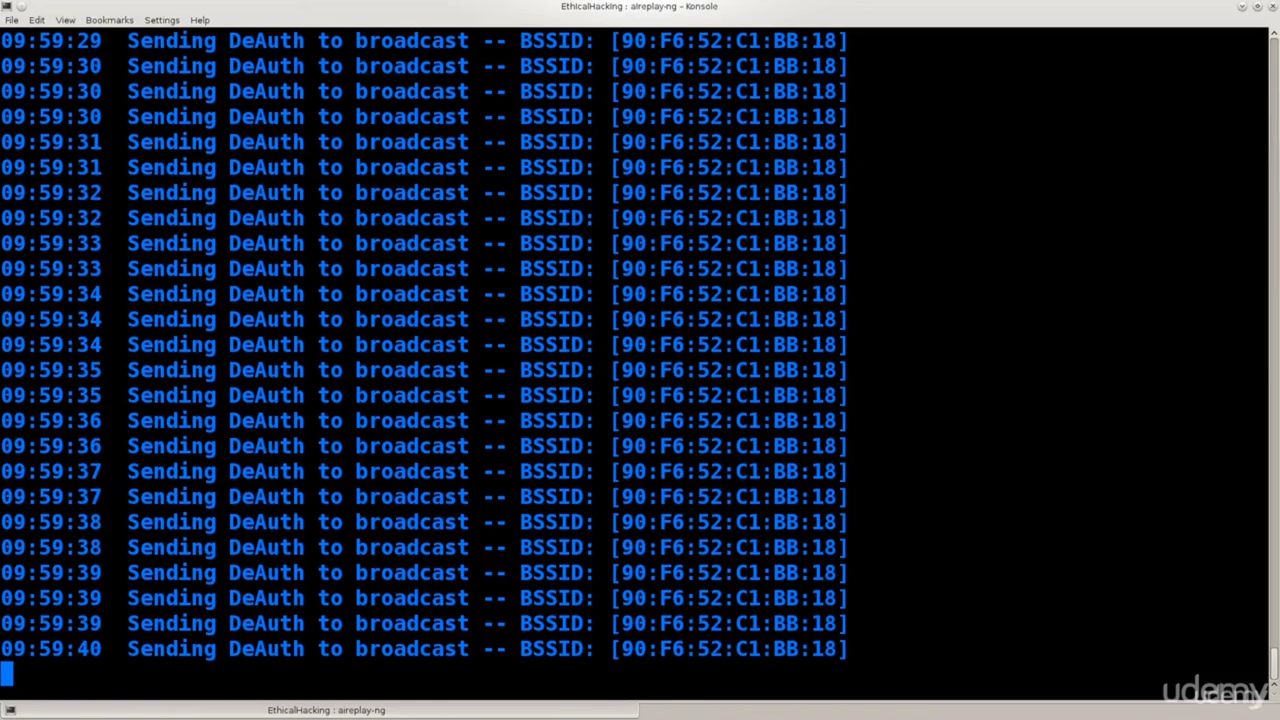 EthicalHacking : aireplay-ng – Konsole
File Edit View Bookmarks Settings Help
09:59:29 Sending DeAuth to broadcast -- BSSID: [90:F6:52:C1:BB:18]
09:59:30 Sending DeAuth to broadcast -- BSSID: [90:F6:52:C1:BB:18]
09:59:30 Sending DeAuth to broadcast -- BSSID: [90:F6:52:C1:BB:18]
09:59:30 Sending DeAuth to broadcast -- BSSID: [90:F6:52:C1:BB:18]
09:59:31 Sending DeAuth to broadcast -- BSSID: [90:F6:52:C1:BB:18]
09:59:31 Sending DeAuth to broadcast -- BSSID: [90:F6:52:C1:BB:18]
09:59:32 Sending DeAuth to broadcast -- BSSID: [90:F6:52:C1:BB:18]
09:59:32 Sending DeAuth to broadcast -- BSSID: [90:F6:52:C1:BB:18]
09:59:33 Sending DeAuth to broadcast -- BSSID: [90:F6:52:C1:BB:18]
09:59:33 Sending DeAuth to broadcast -- BSSID: [90:F6:52:C1:BB:18]
09:59:34 Sending DeAuth to broadcast -- BSSID: [90:F6:52:C1:BB:18]
09:59:34 Sending DeAuth to broadcast -- BSSID: [90:F6:52:C1:BB:18]
09:59:34 Sending DeAuth to broadcast -- BSSID: [90:F6:52:C1:BB:18]
09:59:35 Sending DeAuth to broadcast -- BSSID: [90:F6:52:C1:BB:18]
09:59:35 Sending DeAuth to broadcast -- BSSID: [90:F6:52:C1:BB:18]
09:59:36 Sending DeAuth to broadcast -- BSSID: [90:F6:52:C1:BB:18]
09:59:36 Sending DeAuth to broadcast -- BSSID: [90:F6:52:C1:BB:18]
09:59:37 Sending DeAuth to broadcast -- BSSID: [90:F6:52:C1:BB:18]
09:59:37 Sending DeAuth to broadcast -- BSSID: [90:F6:52:C1:BB:18]
09:59:38 Sending DeAuth to broadcast -- BSSID: [90:F6:52:C1:BB:18]
09:59:38 Sending DeAuth to broadcast -- BSSID: [90:F6:52:C1:BB:18]
09:59:39 Sending DeAuth to broadcast -- BSSID: [90:F6:52:C1:BB:18]
09:59:39 Sending DeAuth to broadcast -- BSSID: [90:F6:52:C1:BB:18]
09:59:39 Sending DeAuth to broadcast -- BSSID: [90:F6:52:C1:BB:18]
09:59:40 Sending DeAuth to broadcast -- BSSID: [90:F6:52:C1:BB:18]
udemy
EthicalHacking : aireplay-ng